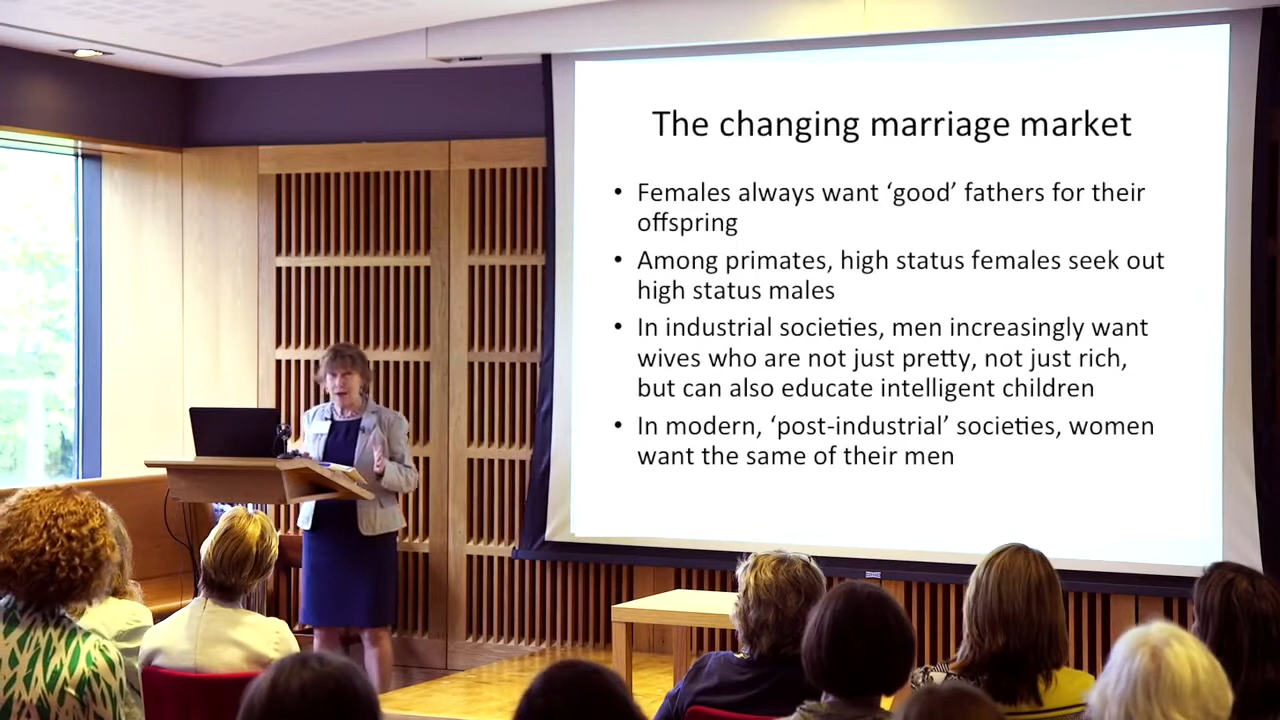 The changing marriage market
• Females always want ‘good’ fathers for their
offspring
• Among primates, high status females seek out
high status males
• In industrial societies, men increasingly want
wives who are not just pretty, not just rich,
but can also educate intelligent children
• In modern, ‘post-industrial’ societies, women
want the same of their men